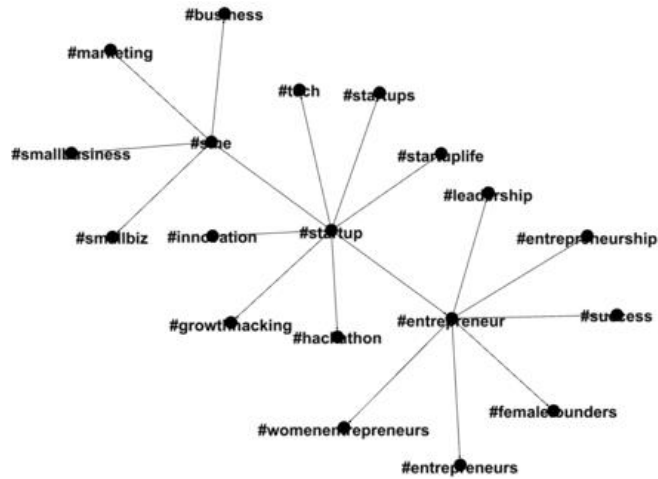 #business
#marketing
#tech
#startups
#smallbusiness
#sme
#startuplife
#leadership
#smallbiz
#innovation
#startup
#entrepreneurship
#growthhacking
#hackathon
#entrepreneur
#success
#womenentrepreneurs
#femalefounders
#entrepreneurs